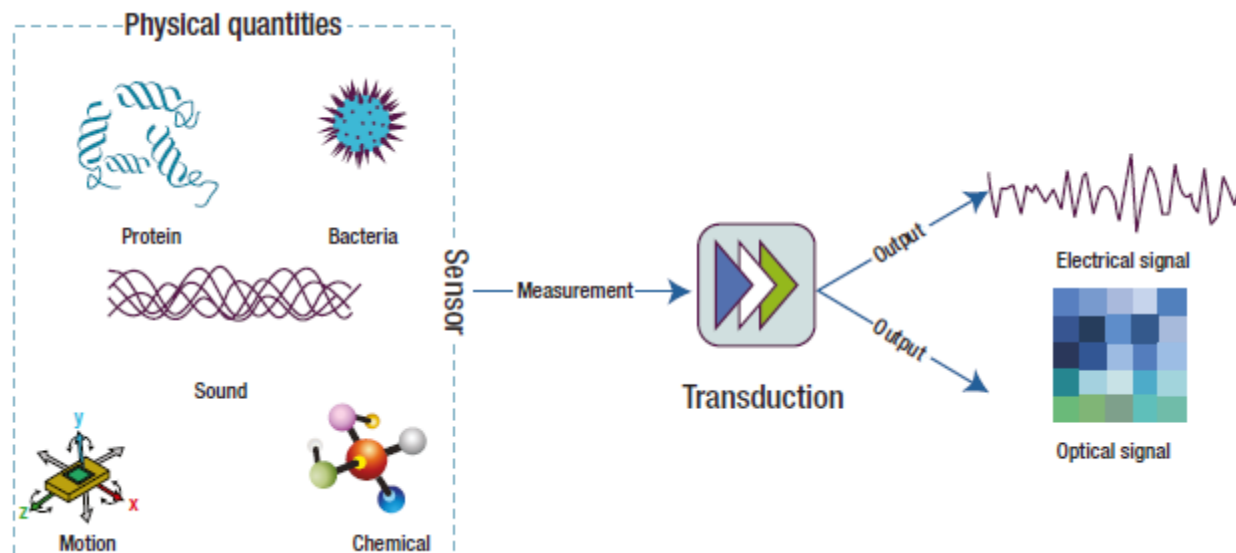 Physical quantities
Protein
Bacteria
Sound
y
z
x
Motion
Chemical
Sensor
Measurement
Transduction
Output
Output
Electrical signal
Optical signal